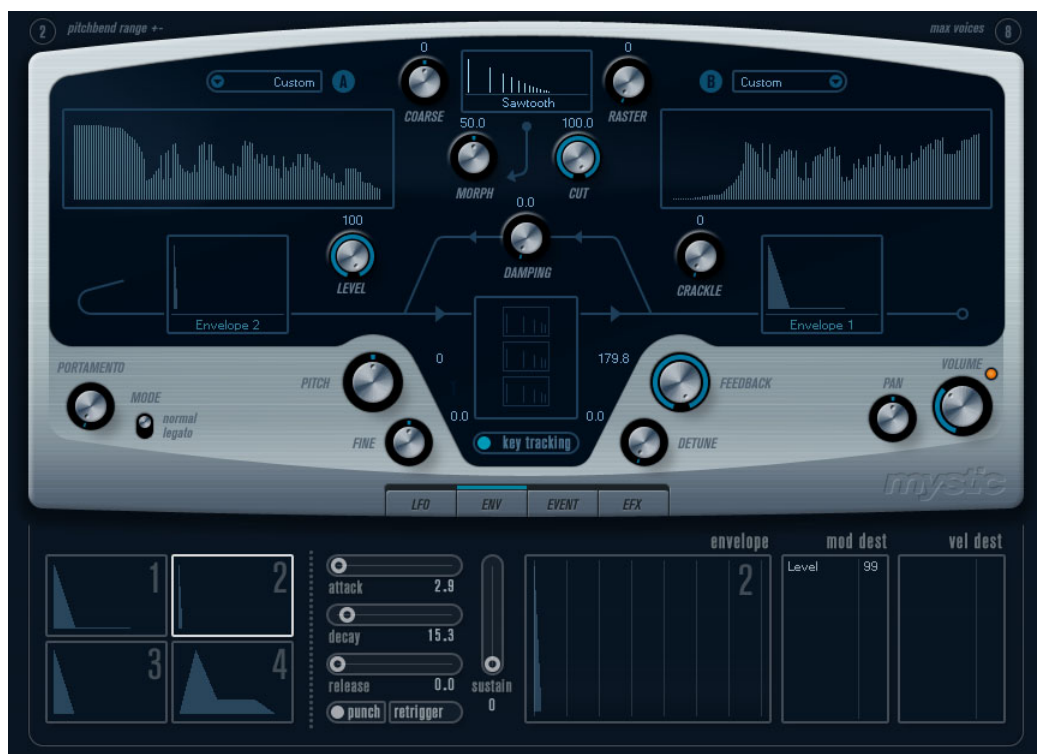 2 pitchbend range +-
max voices 8
0
0
Custom A
B Custom
Sawtooth
COARSE
RASTER
50.0
100.0
MORPH
CUT
100
0.0
0
LEVEL
DAMPING
CRACKLE
Envelope 2
Envelope 1
PORTAMENTO
0
179.8
VOLUME
PITCH
FEEDBACK
PAN
MODE
normal
legato
0.0
0.0
FINE
key tracking
DETUNE
mystic
LFO ENV EVENT EFX
envelope
mod dest
vel dest
1
2
attack 2.9
2
Level 99
decay 15.3
3
4
release 0.0
sustain
0
punch retrigger